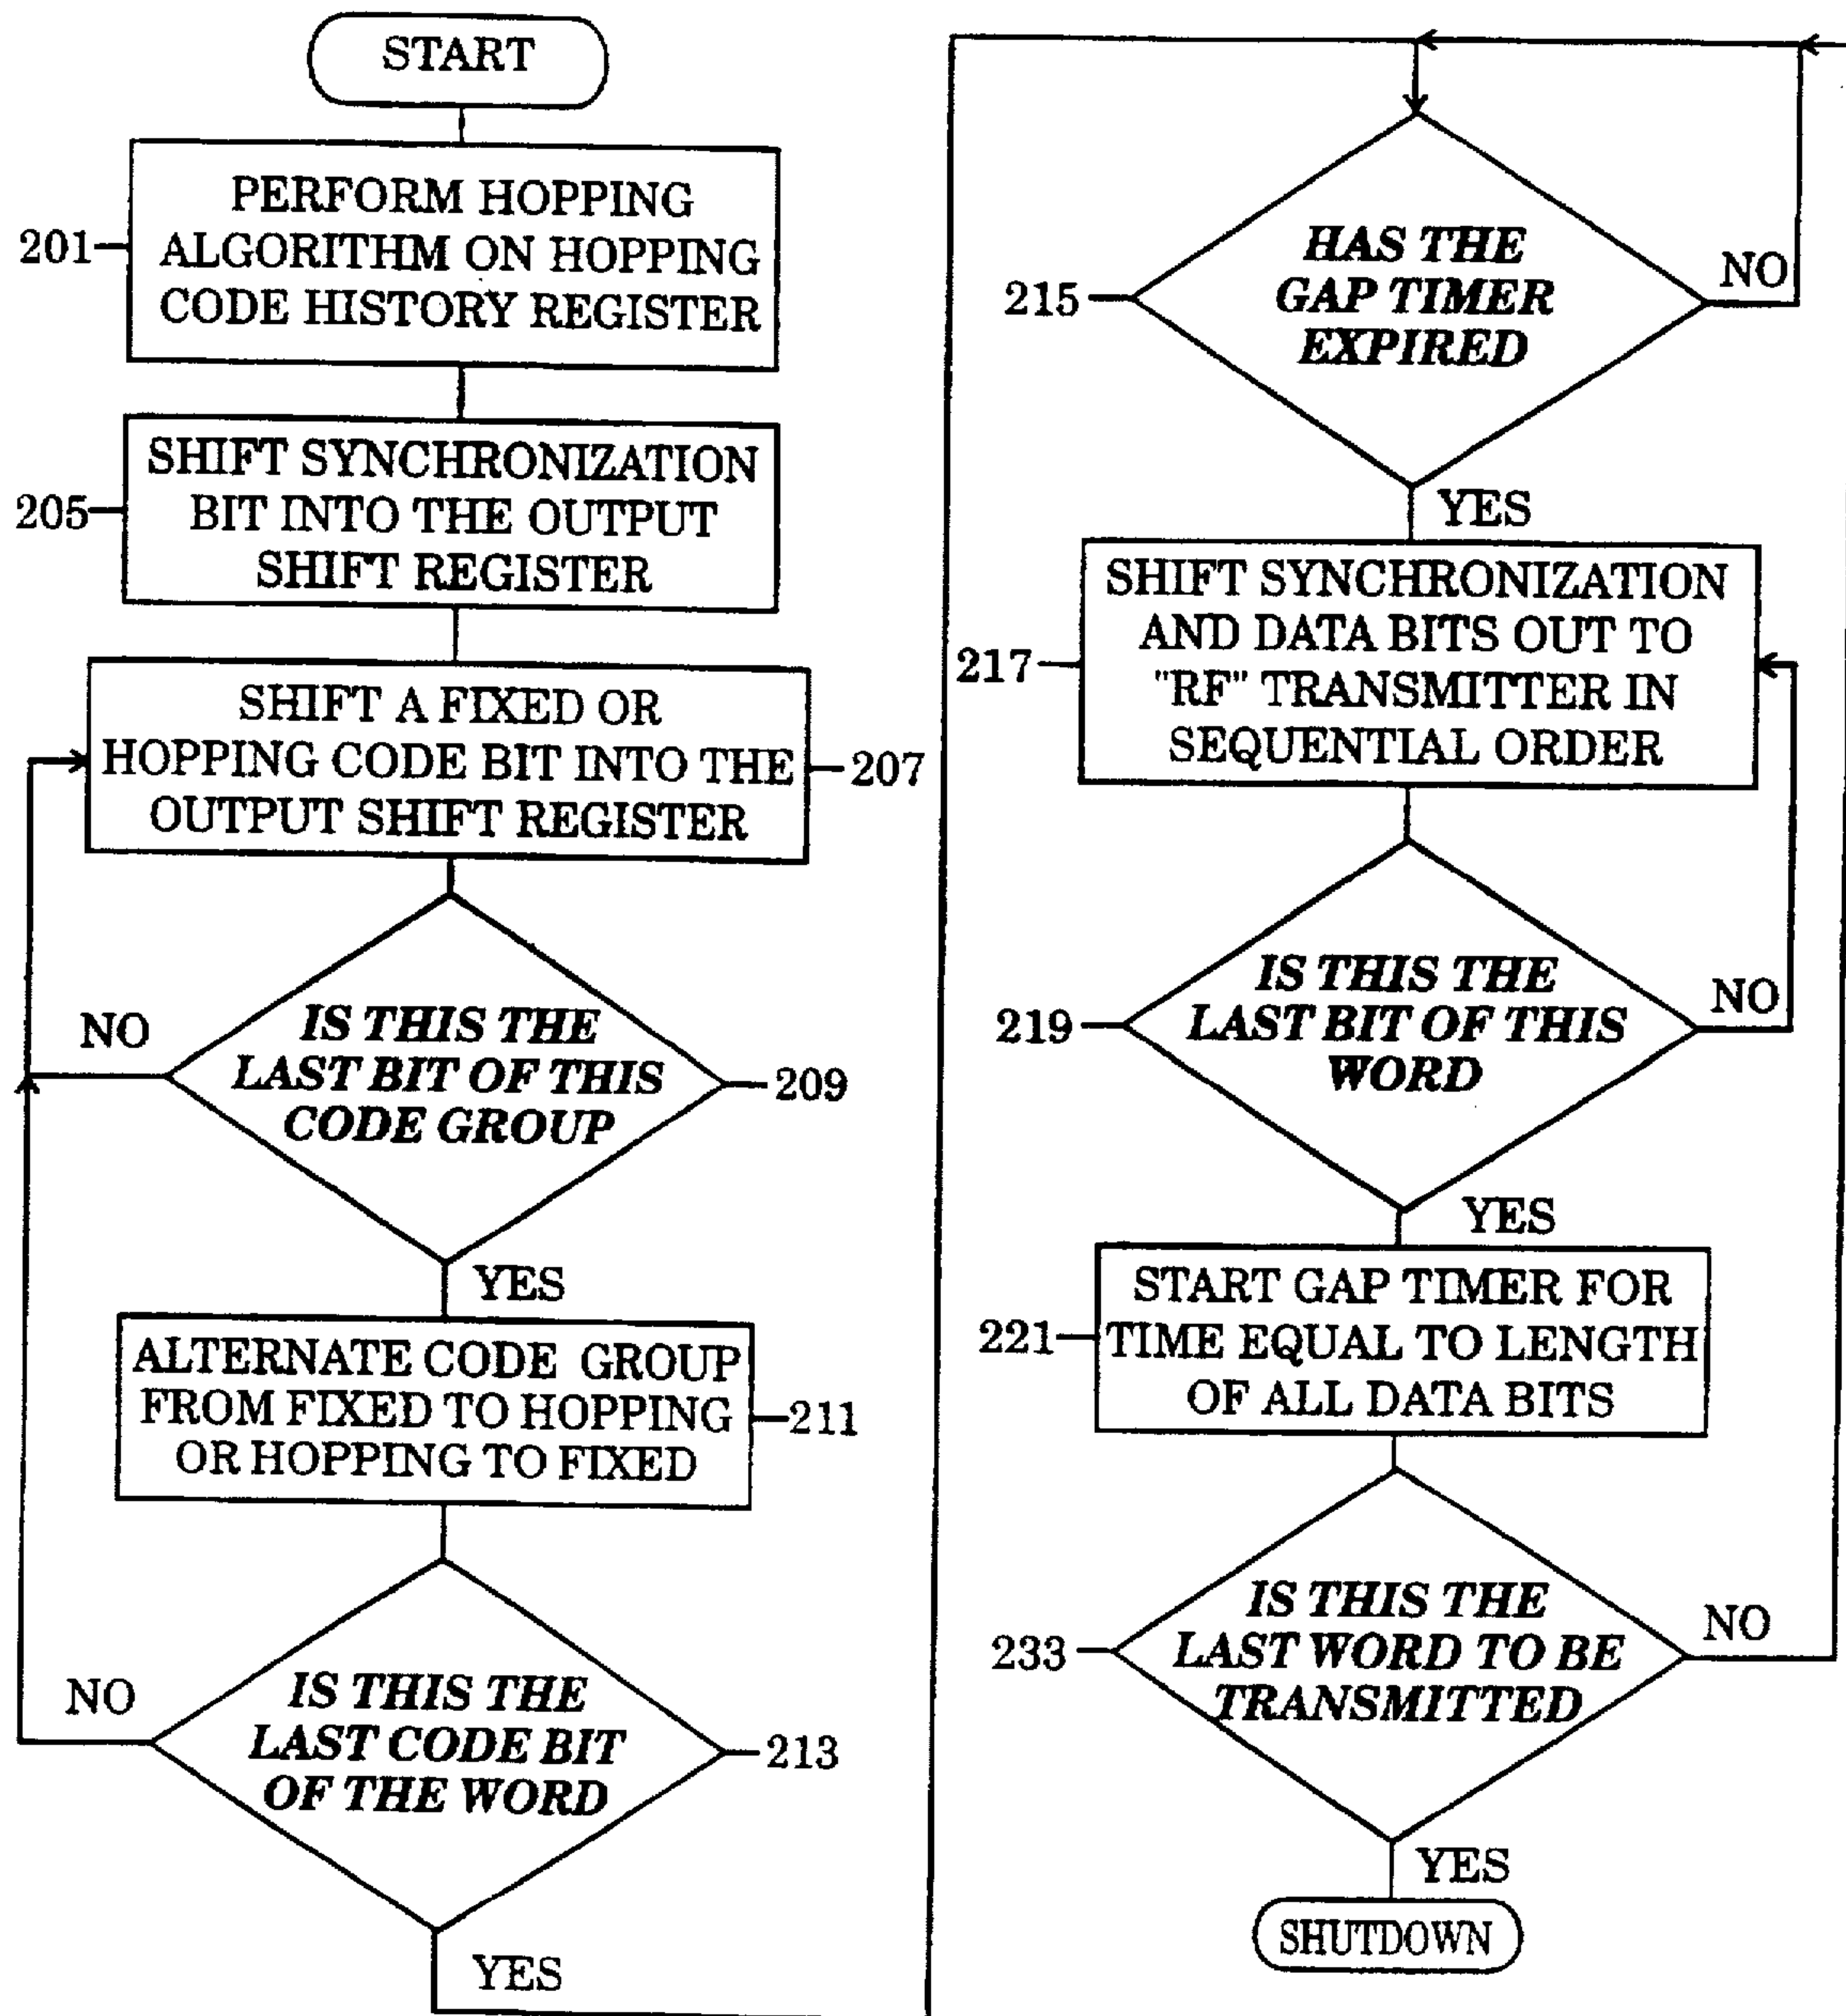 START
PERFORM HOPPING
ALGORITHM ON HOPPING
CODE HISTORY REGISTER
201
SHIFT SYNCHRONIZATION
BIT INTO THE OUTPUT
SHIFT REGISTER
205
SHIFT A FIXED OR
HOPPING CODE BIT INTO THE
OUTPUT SHIFT REGISTER
207
IS THIS THE
LAST BIT OF THIS
CODE GROUP
209
NO
YES
ALTERNATE CODE GROUP
FROM FIXED TO HOPPING
OR HOPPING TO FIXED
211
IS THIS THE
LAST CODE BIT
OF THE WORD
213
NO
YES
HAS THE
GAP TIMER
EXPIRED
215
NO
YES
SHIFT SYNCHRONIZATION
AND DATA BITS OUT TO
"RF" TRANSMITTER IN
SEQUENTIAL ORDER
217
IS THIS THE
LAST BIT OF THIS
WORD
219
NO
YES
START GAP TIMER FOR
TIME EQUAL TO LENGTH
OF ALL DATA BITS
221
IS THIS THE
LAST WORD TO BE
TRANSMITTED
233
NO
YES
SHUTDOWN